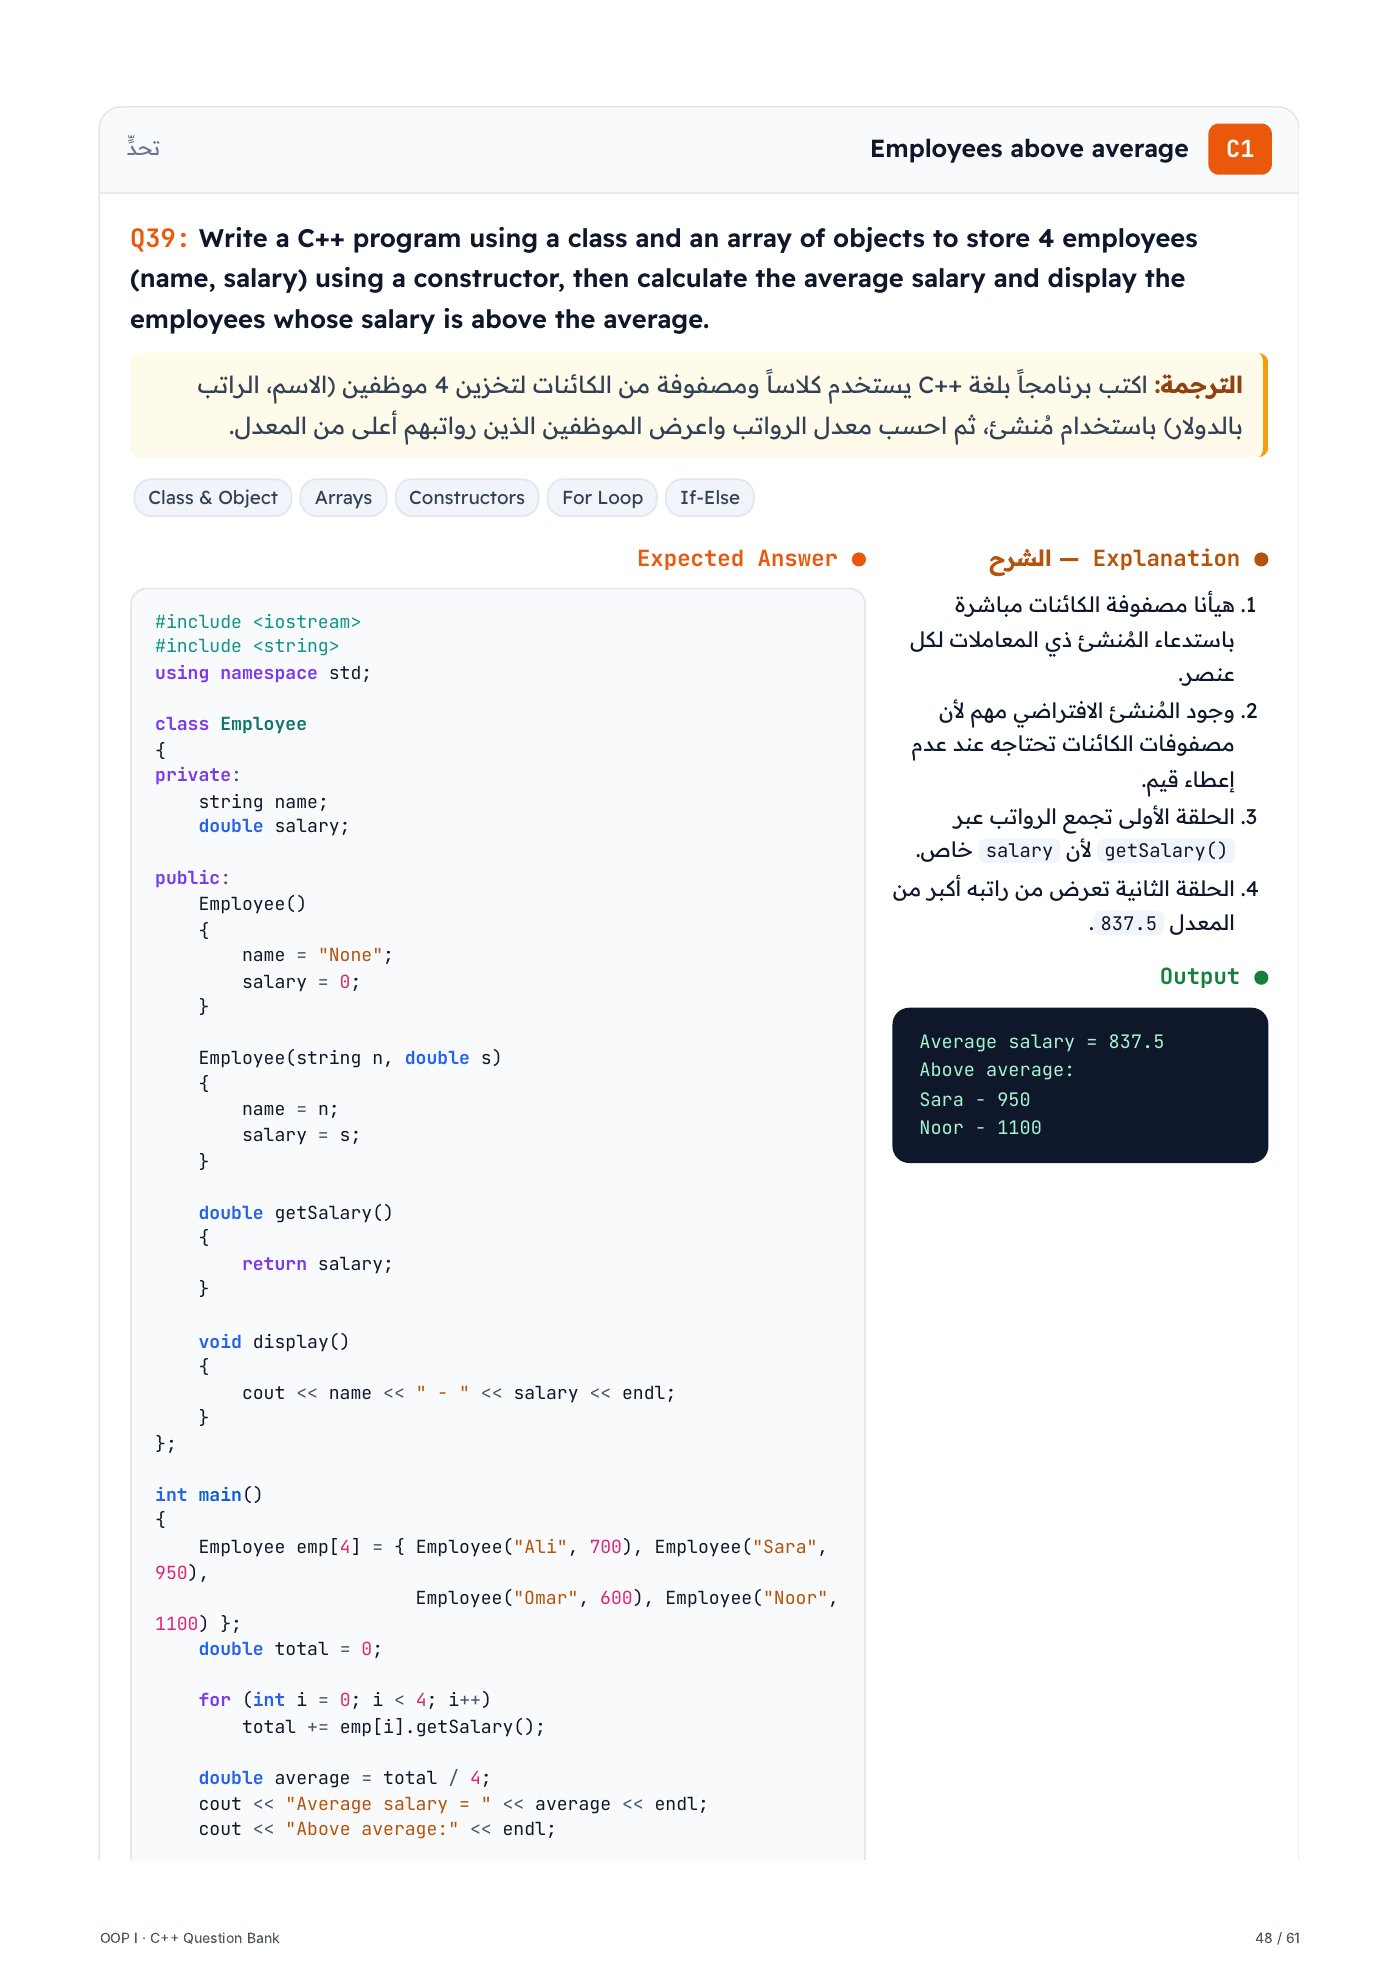 تحدٍّ
Employees above average
C1
Q39: Write a C++ program using a class and an array of objects to store 4 employees
(name, salary) using a constructor, then calculate the average salary and display the
employees whose salary is above the average.
الترجمة: اكتب برنامجاً بلغة C++ يستخدم كلاساً ومصفوفة من الكائنات لتخزين 4 موظفين (الاسم، الراتب
بالدولار) باستخدام مُنشئ، ثم احسب معدل الرواتب واعرض الموظفين الذين رواتبهم أعلى من المعدل.
Class & Object
Arrays
Constructors
For Loop
If-Else
Explanation — الشرح
1. هيأنا مصفوفة الكائنات مباشرة
باستدعاء المُنشئ ذي المعاملات لكل
عنصر.
2. وجود المُنشئ الافتراضي مهم لأن
مصفوفات الكائنات تحتاجه عند عدم
إعطاء قيم.
3. الحلقة الأولى تجمع الرواتب عبر
getSalary() لأن salary خاص.
4. الحلقة الثانية تعرض من راتبه أكبر من
المعدل 837.5 .
Output
Average salary = 837.5
Above average:
Sara - 950
Noor - 1100
Expected Answer
#include <iostream>
#include <string>
using namespace std;

class Employee
{
private:
    string name;
    double salary;

public:
    Employee()
    {
        name = "None";
        salary = 0;
    }

    Employee(string n, double s)
    {
        name = n;
        salary = s;
    }

    double getSalary()
    {
        return salary;
    }

    void display()
    {
        cout << name << " - " << salary << endl;
    }
};

int main()
{
    Employee emp[4] = { Employee("Ali", 700), Employee("Sara",
950),
                        Employee("Omar", 600), Employee("Noor",
1100) };
    double total = 0;

    for (int i = 0; i < 4; i++)
        total += emp[i].getSalary();

    double average = total / 4;
    cout << "Average salary = " << average << endl;
    cout << "Above average:" << endl;
OOP I · C++ Question Bank
48 / 61